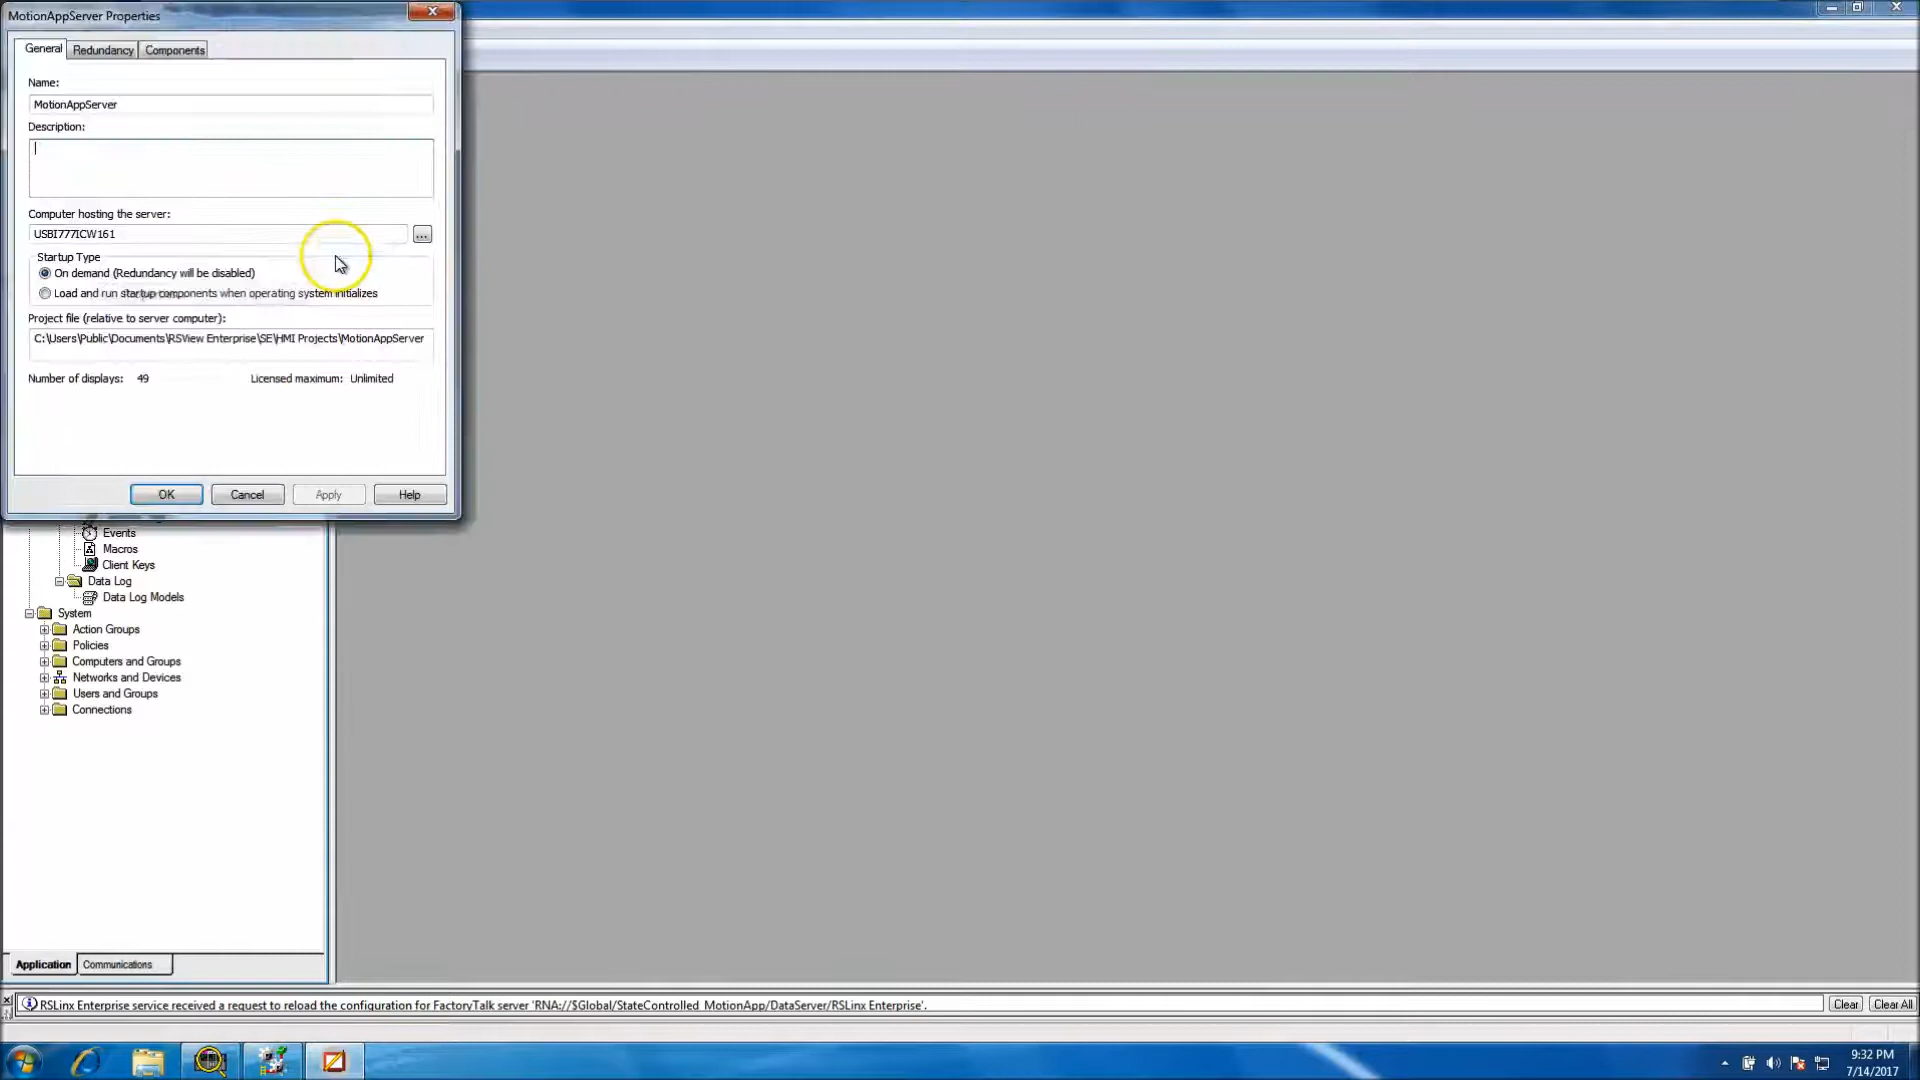 MotionAppServer Properties
General Redundancy Components
Name:
MotionAppServer
Description:
Computer hosting the server:
USBI777ICW161
...
Startup Type
On demand (Redundancy will be disabled)
Load and run startup components when operating system initializes
Project file (relative to server computer):
C:\Users\Public\Documents\RSView Enterprise\SE\HMI Projects\MotionAppServer
Number of displays: 49 Licensed maximum: Unlimited
OK Cancel Apply Help
Events
Macros
Client Keys
Data Log
Data Log Models
System
Action Groups
Policies
Computers and Groups
Networks and Devices
Users and Groups
Connections
Application Communications
RSLinx Enterprise service received a request to reload the configuration for FactoryTalk server 'RNA://$Global/StateControlled_MotionApp/DataServer/RSLinx Enterprise'.
Clear Clear All
9:32 PM
7/14/2017